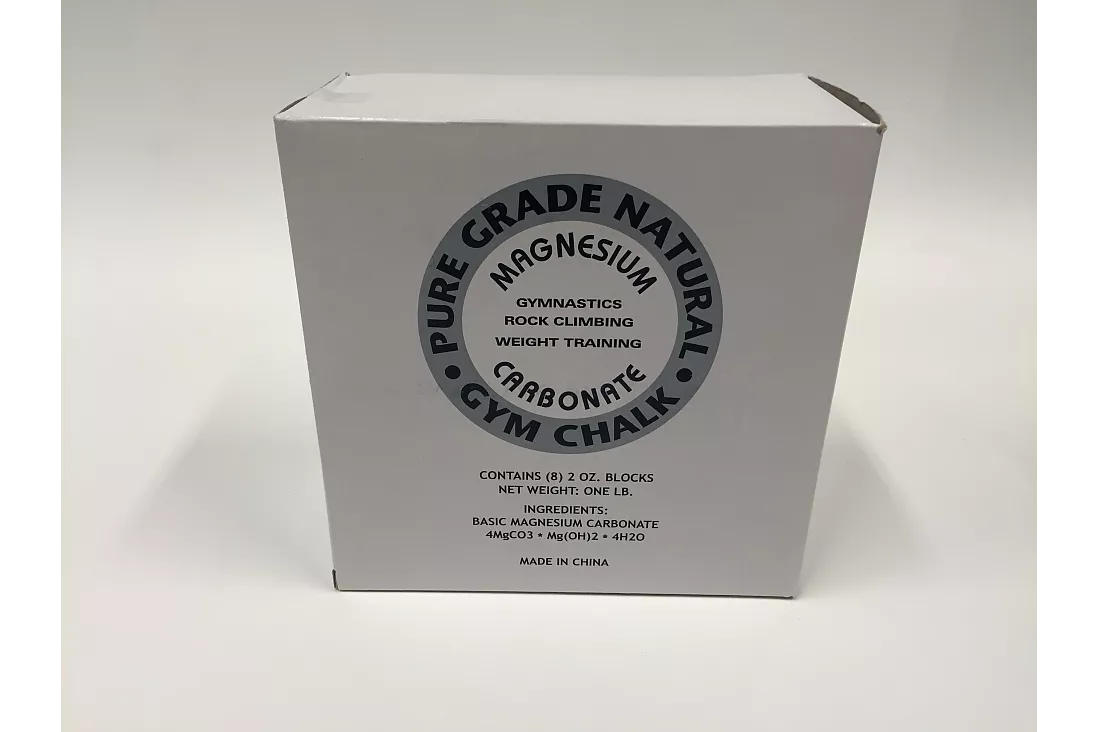 PURE GRADE NATURAL
• GYM CHALK •
MAGNESIUM
GYMNASTICS
ROCK CLIMBING
WEIGHT TRAINING
CARBONATE
CONTAINS (8) 2 OZ. BLOCKS
NET WEIGHT: ONE LB.
INGREDIENTS:
BASIC MAGNESIUM CARBONATE
4MgCO3 * Mg(OH)2 * 4H2O
MADE IN CHINA